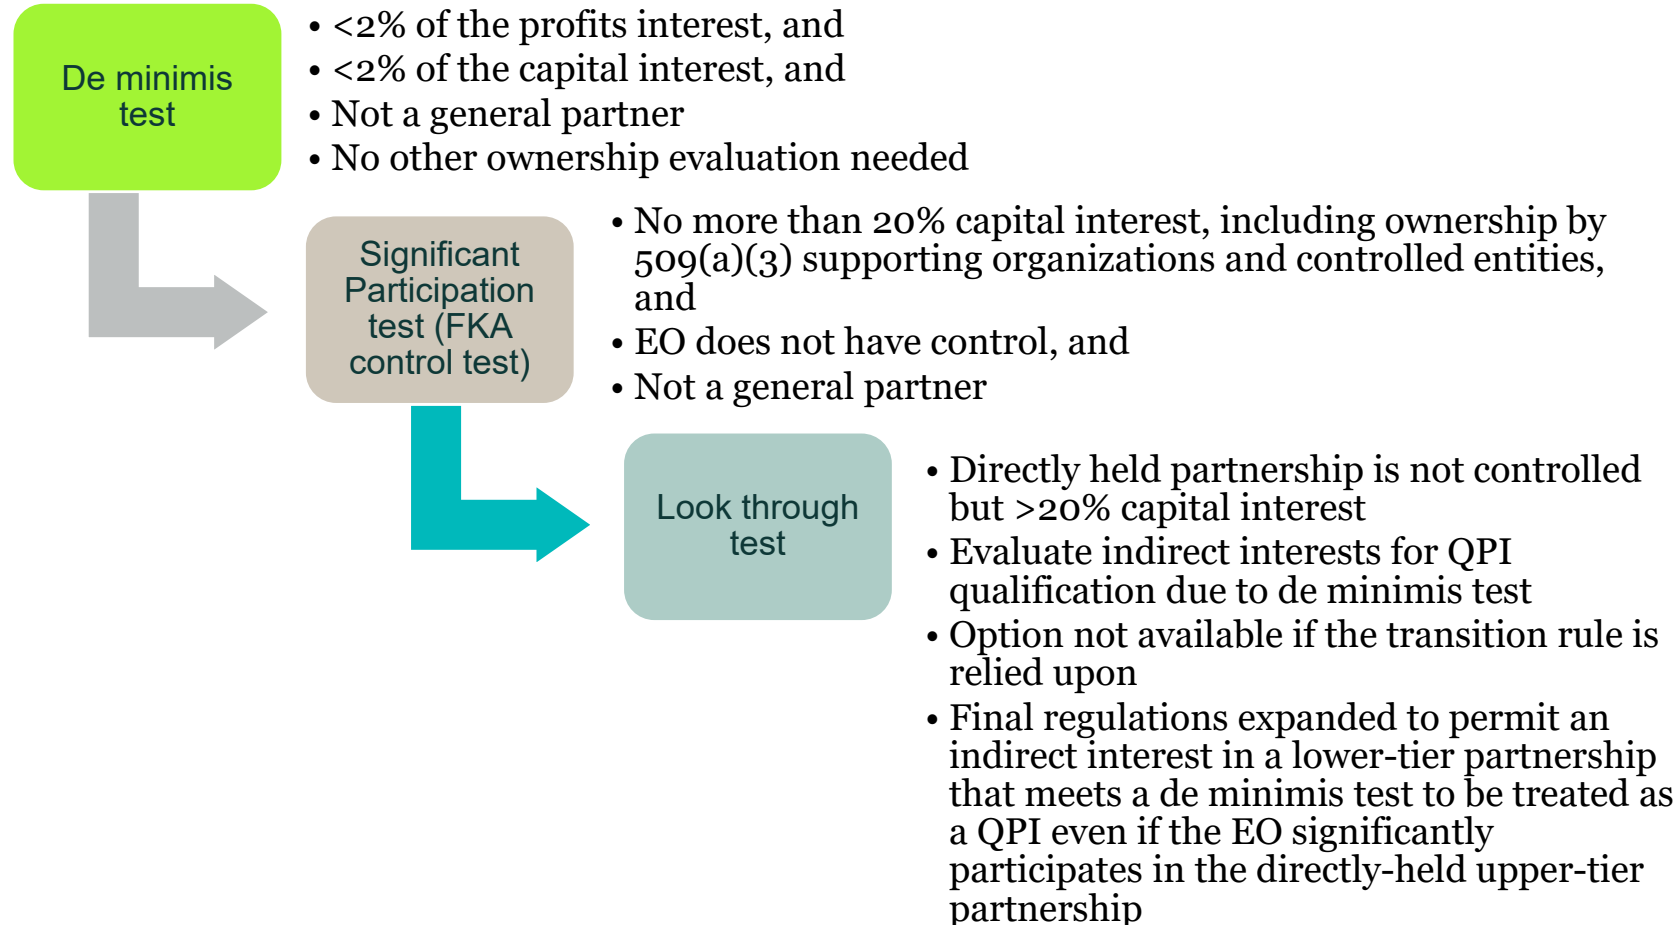 De minimis
test
• <2% of the profits interest, and
• <2% of the capital interest, and
• Not a general partner
• No other ownership evaluation needed
Significant
Participation
test (FKA
control test)
• No more than 20% capital interest, including ownership by
509(a)(3) supporting organizations and controlled entities,
and
• EO does not have control, and
• Not a general partner
Look through
test
• Directly held partnership is not controlled
but >20% capital interest
• Evaluate indirect interests for QPI
qualification due to de minimis test
• Option not available if the transition rule is
relied upon
• Final regulations expanded to permit an
indirect interest in a lower-tier partnership
that meets a de minimis test to be treated as
a QPI even if the EO significantly
participates in the directly-held upper-tier
partnership